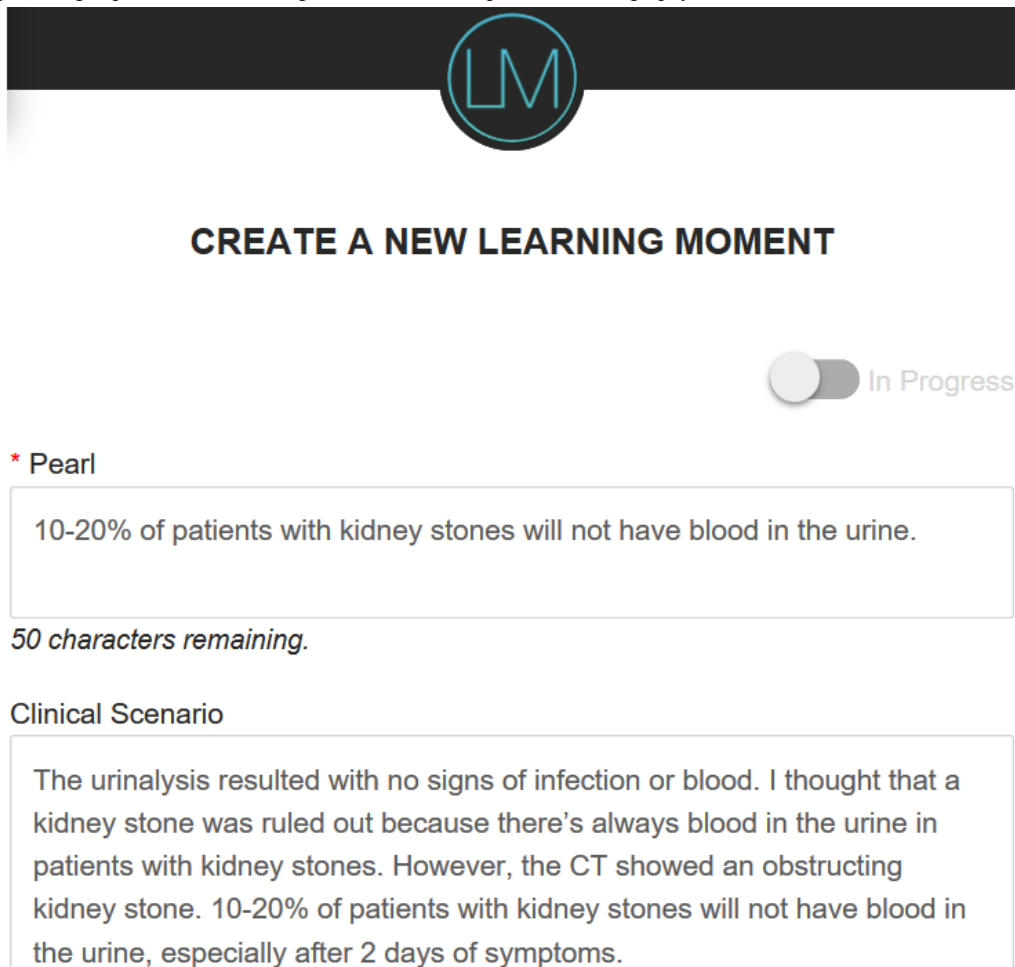 LM
CREATE A NEW LEARNING MOMENT
In Progress
* Pearl
10-20% of patients with kidney stones will not have blood in the urine.
50 characters remaining.
Clinical Scenario
The urinalysis resulted with no signs of infection or blood. I thought that a
kidney stone was ruled out because there’s always blood in the urine in
patients with kidney stones. However, the CT showed an obstructing
kidney stone. 10-20% of patients with kidney stones will not have blood in
the urine, especially after 2 days of symptoms.